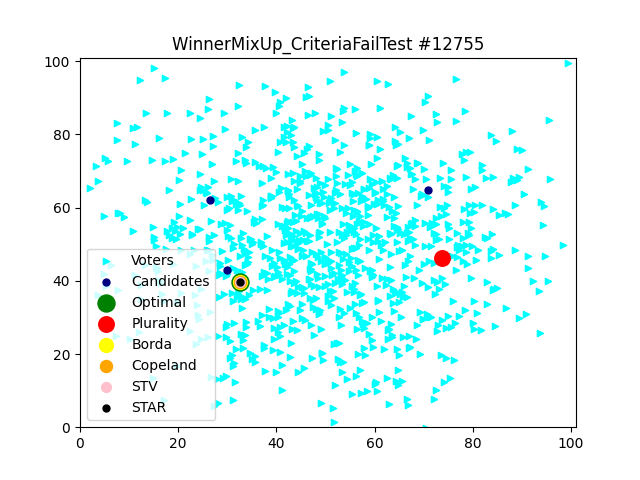 WinnerMixUp_CriteriaFailTest #12755
100
80
60
40
20
0
0 20 40 60 80 100
Voters
Candidates
Optimal
Plurality
Borda
Copeland
STV
STAR